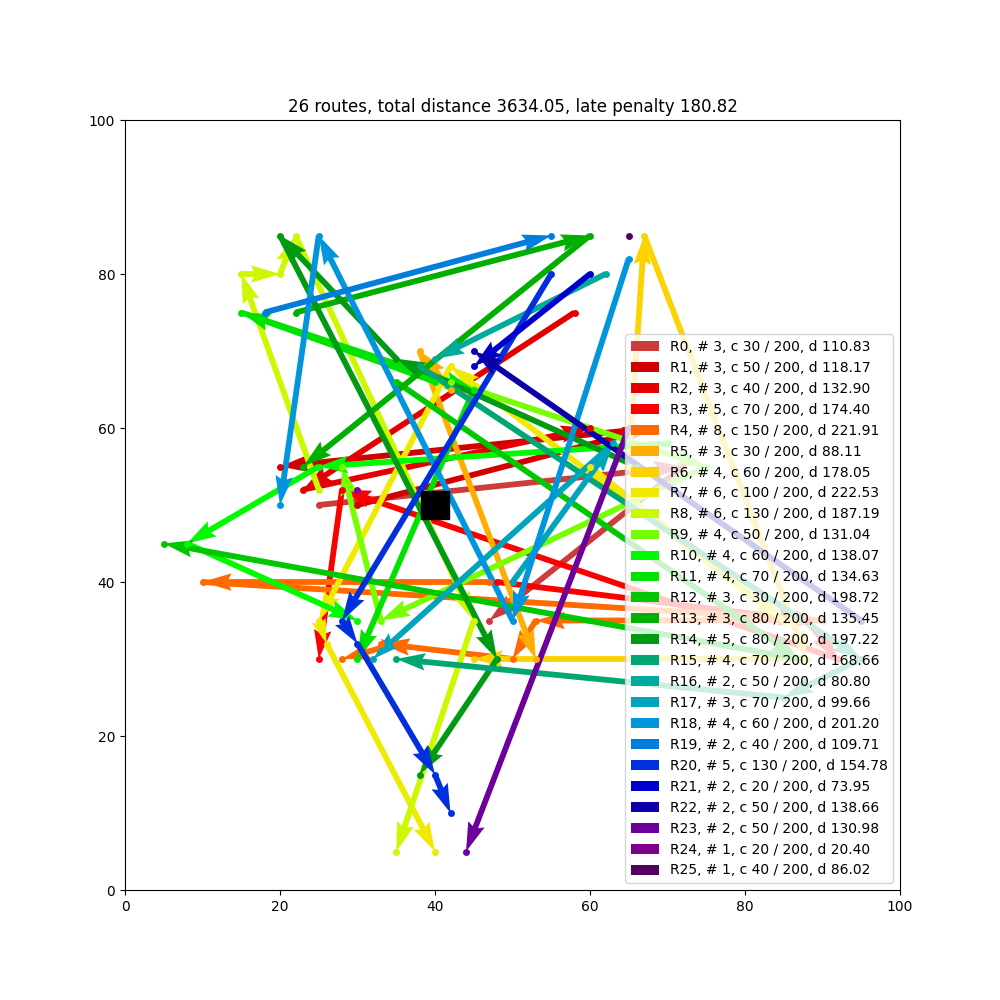 26 routes, total distance 3634.05, late penalty 180.82
100
80
60
40
20
0
0 20 40 60 80 100
R0, # 3, c 30 / 200, d 110.83
R1, # 3, c 50 / 200, d 118.17
R2, # 3, c 40 / 200, d 132.90
R3, # 5, c 70 / 200, d 174.40
R4, # 8, c 150 / 200, d 221.91
R5, # 3, c 30 / 200, d 88.11
R6, # 4, c 60 / 200, d 178.05
R7, # 6, c 100 / 200, d 222.53
R8, # 6, c 130 / 200, d 187.19
R9, # 4, c 50 / 200, d 131.04
R10, # 4, c 60 / 200, d 138.07
R11, # 4, c 70 / 200, d 134.63
R12, # 3, c 30 / 200, d 198.72
R13, # 3, c 80 / 200, d 135.45
R14, # 5, c 80 / 200, d 197.22
R15, # 4, c 70 / 200, d 168.66
R16, # 2, c 50 / 200, d 80.80
R17, # 3, c 70 / 200, d 99.66
R18, # 4, c 60 / 200, d 201.20
R19, # 2, c 40 / 200, d 109.71
R20, # 5, c 130 / 200, d 154.78
R21, # 2, c 20 / 200, d 73.95
R22, # 2, c 50 / 200, d 138.66
R23, # 2, c 50 / 200, d 130.98
R24, # 1, c 20 / 200, d 20.40
R25, # 1, c 40 / 200, d 86.02